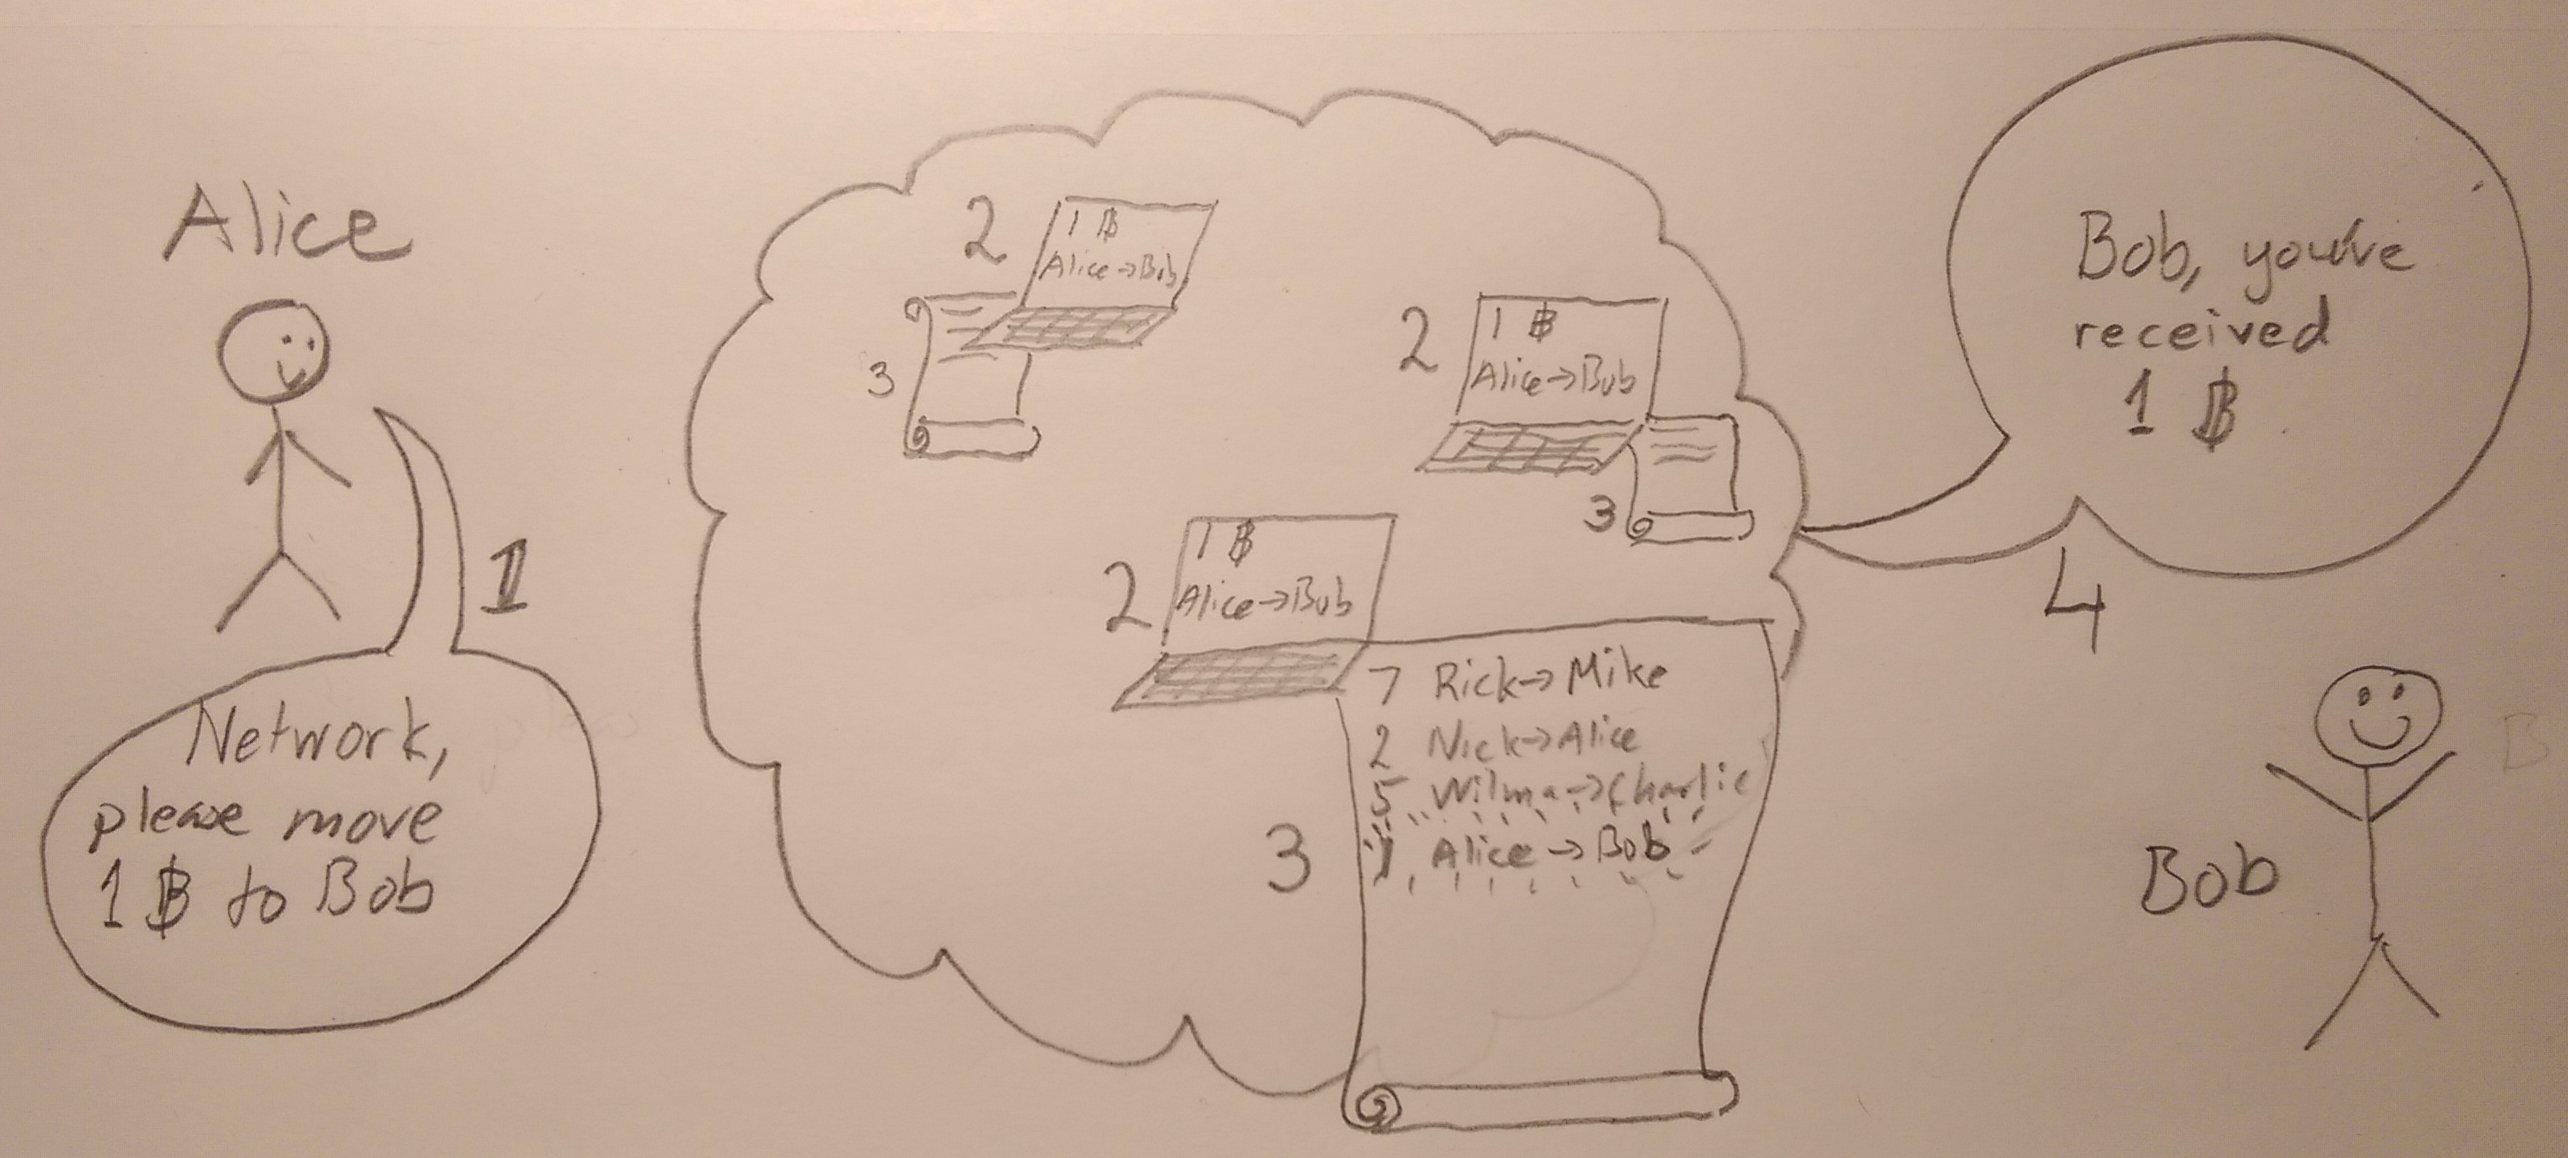 Alice
1
Network,
please move
1 ₿ to Bob
2
1 ₿
Alice→Bob
3
2
1 ₿
Alice→Bob
3
2
1 ₿
Alice→Bob
3
7 Rick→Mike
2 Nick→Alice
5 Wilma→Charlie
1 Alice→Bob
Bob, you've
received
1 ₿
4
Bob